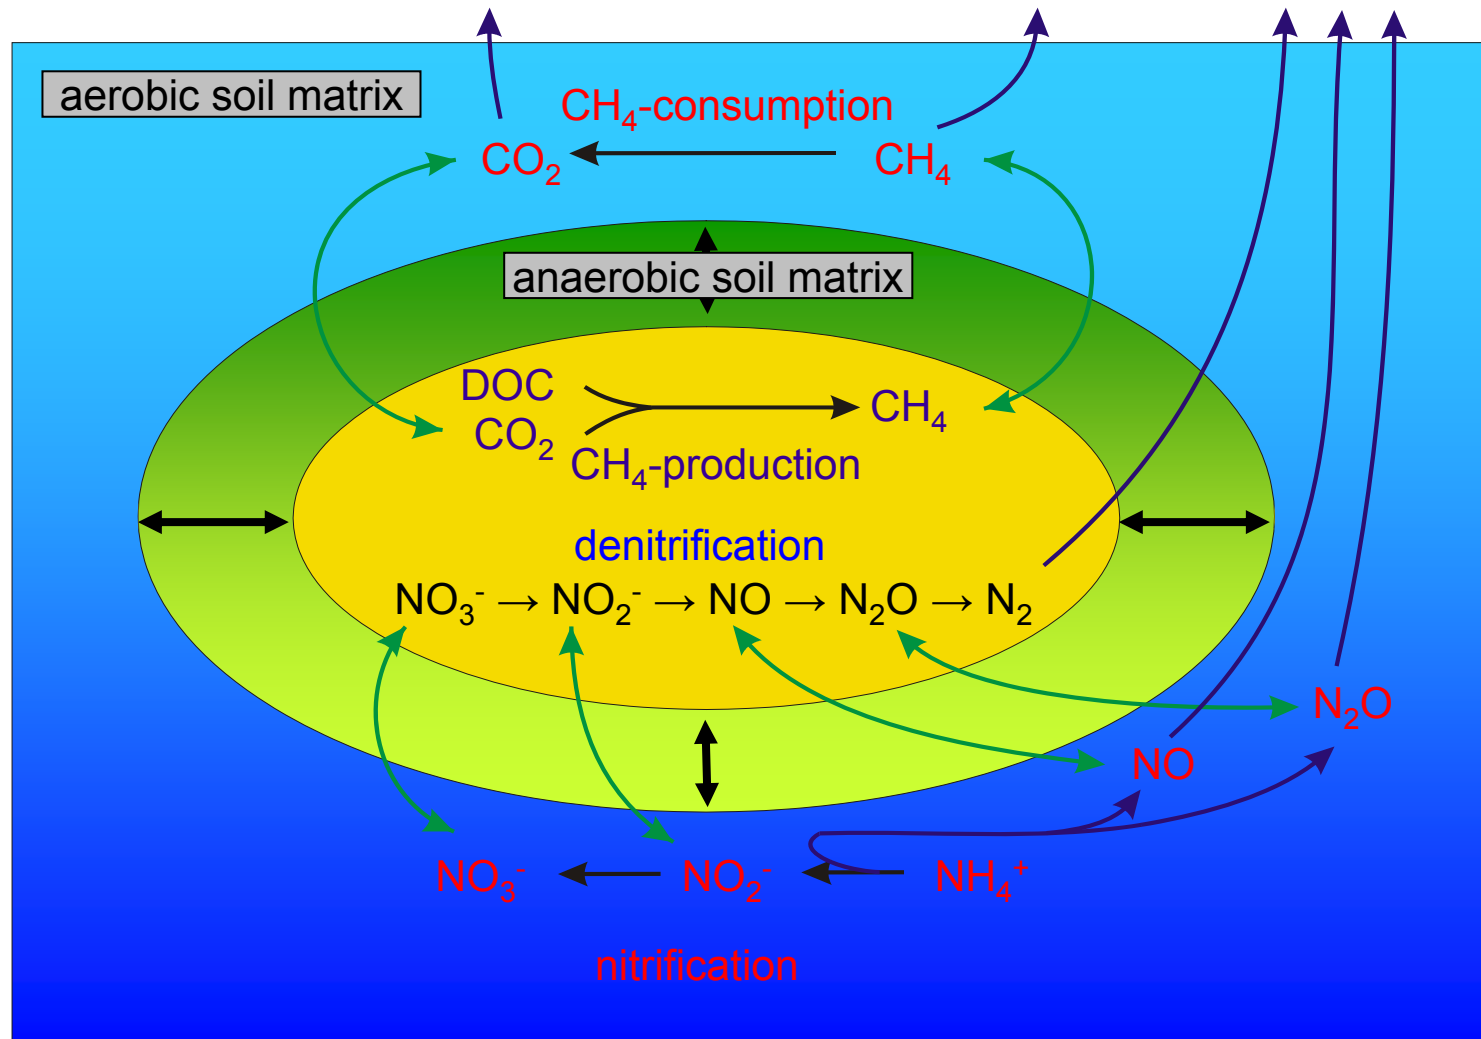 aerobic soil matrix
CH₄-consumption
CO₂ CH₄
anaerobic soil matrix
DOC
CO₂ CH₄
CH₄-production
denitrification
NO₃⁻ → NO₂⁻ → NO → N₂O → N₂
N₂O
NO
NO₃⁻ NO₂⁻ NH₄⁺
nitrification